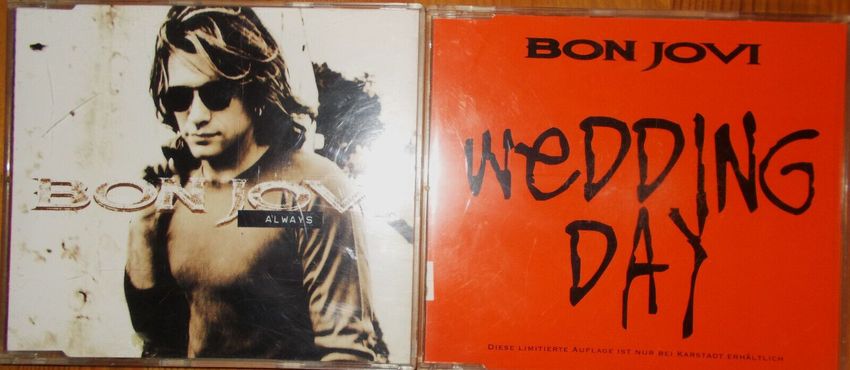 BON JOVI
ALWAYS
BON JOVI
WeDDING
DAY
DIESE LIMITIERTE AUFLAGE IST NUR BEI KARSTADT ERHÄLTLICH